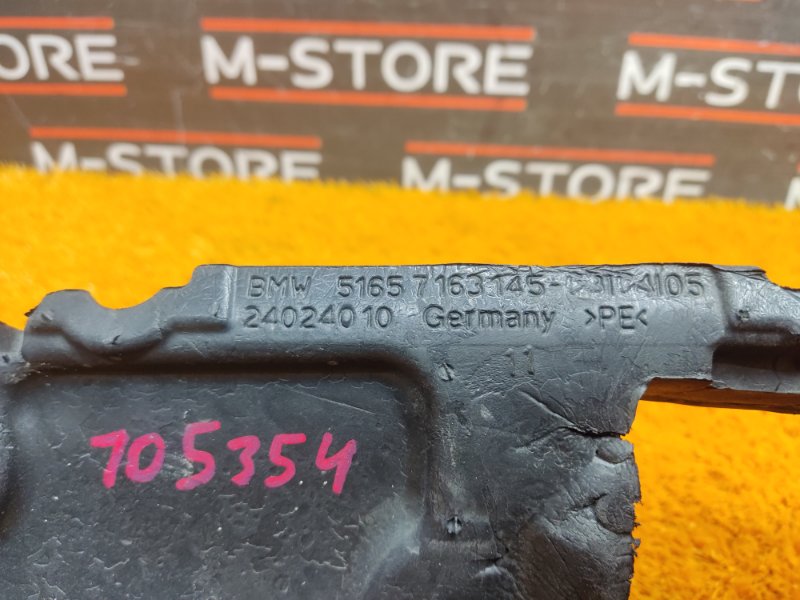 M-STORE M-STORE M-STORE
M-STORE M-STORE
BMW 5165 7163145-
24024010 Germany >PE<
11
705354